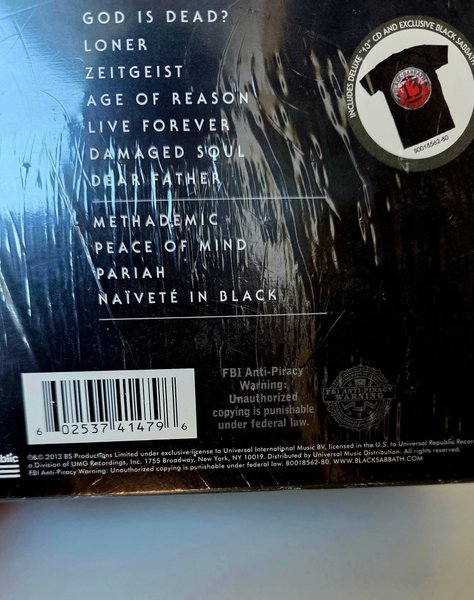 GOD IS DEAD?
LONER
ZEITGEIST
AGE OF REASON
LIVE FOREVER
DAMAGED SOUL
DEAR FATHER
METHADEMIC
PEACE OF MIND
PARIAH
NAÏVETÉ IN BLACK
INCLUDES DELUXE "13" CD AND EXCLUSIVE BLACK SABBATH
13
B0018562-80
FBI Anti-Piracy
Warning:
Unauthorized
copying is punishable
under federal law.
FBI ANTI-PIRACY
WARNING
6 02537 41479 6
blic
℗&© 2013 BS Productions Limited under exclusive license to Universal International Music BV, licensed in the U.S. to Universal Republic Recor
a Division of UMG Recordings, Inc. 1755 Broadway, New York, NY 10019. Distributed by Universal Music Distribution. All rights reserved.
FBI Anti-Piracy Warning: Unauthorized copying is punishable under federal law. B0018562-80. WWW.BLACKSABBATH.COM